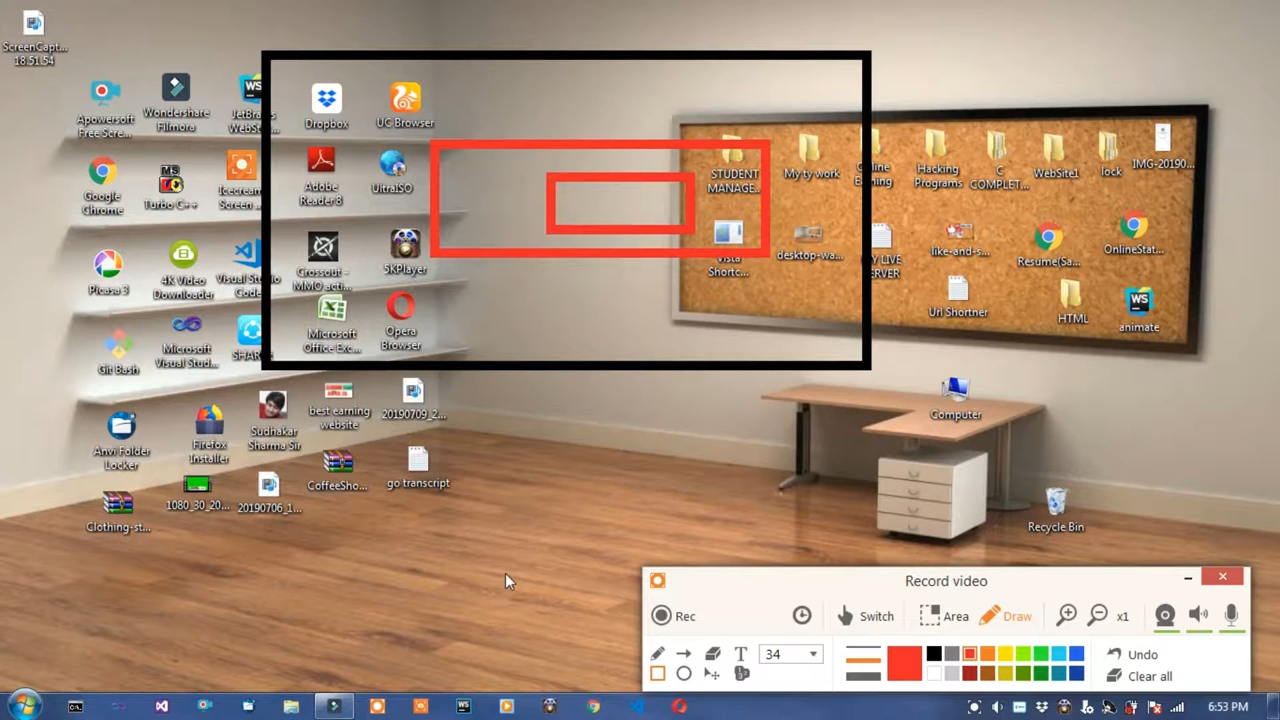 ScreenCapt...
18.51.54
Apowersoft
Free Scre...
Wondershare
Filmora
JetBrains
Dropbox
UC Browser
Google
Chrome
Turbo C++
Icecream
Screen
Adobe
Reader 8
UltraISO
Picasa 3
4K Video
Downloader
Visual Studio
Code
Crossout -
MMO acti...
5KPlayer
Git Bash
Microsoft
Visual Stud...
Microsoft
Office Exc...
Opera
Browser
STUDENT
MANAGE...
My ty work
Online
Earning
Hacking
Programs
C
COMPLET...
WebSite1
lock
IMG-20190...
Vista
Shortc...
desktop-wa...
MY LIVE
SERVER
like-and-s...
Resume(Sa...
OnlineStat...
Url Shortner
HTML
WS
animate
Anvi Folder
Locker
Firefox
Installer
Sudhakar
Sharma Sir
best earning
website
20190709_2...
Computer
Clothing-st...
1080_30_20...
20190706_1...
CoffeeSho...
go transcript
Recycle Bin
Record video
Rec
Switch
Area
Draw
x1
T
34
Undo
Clear all
6:53 PM